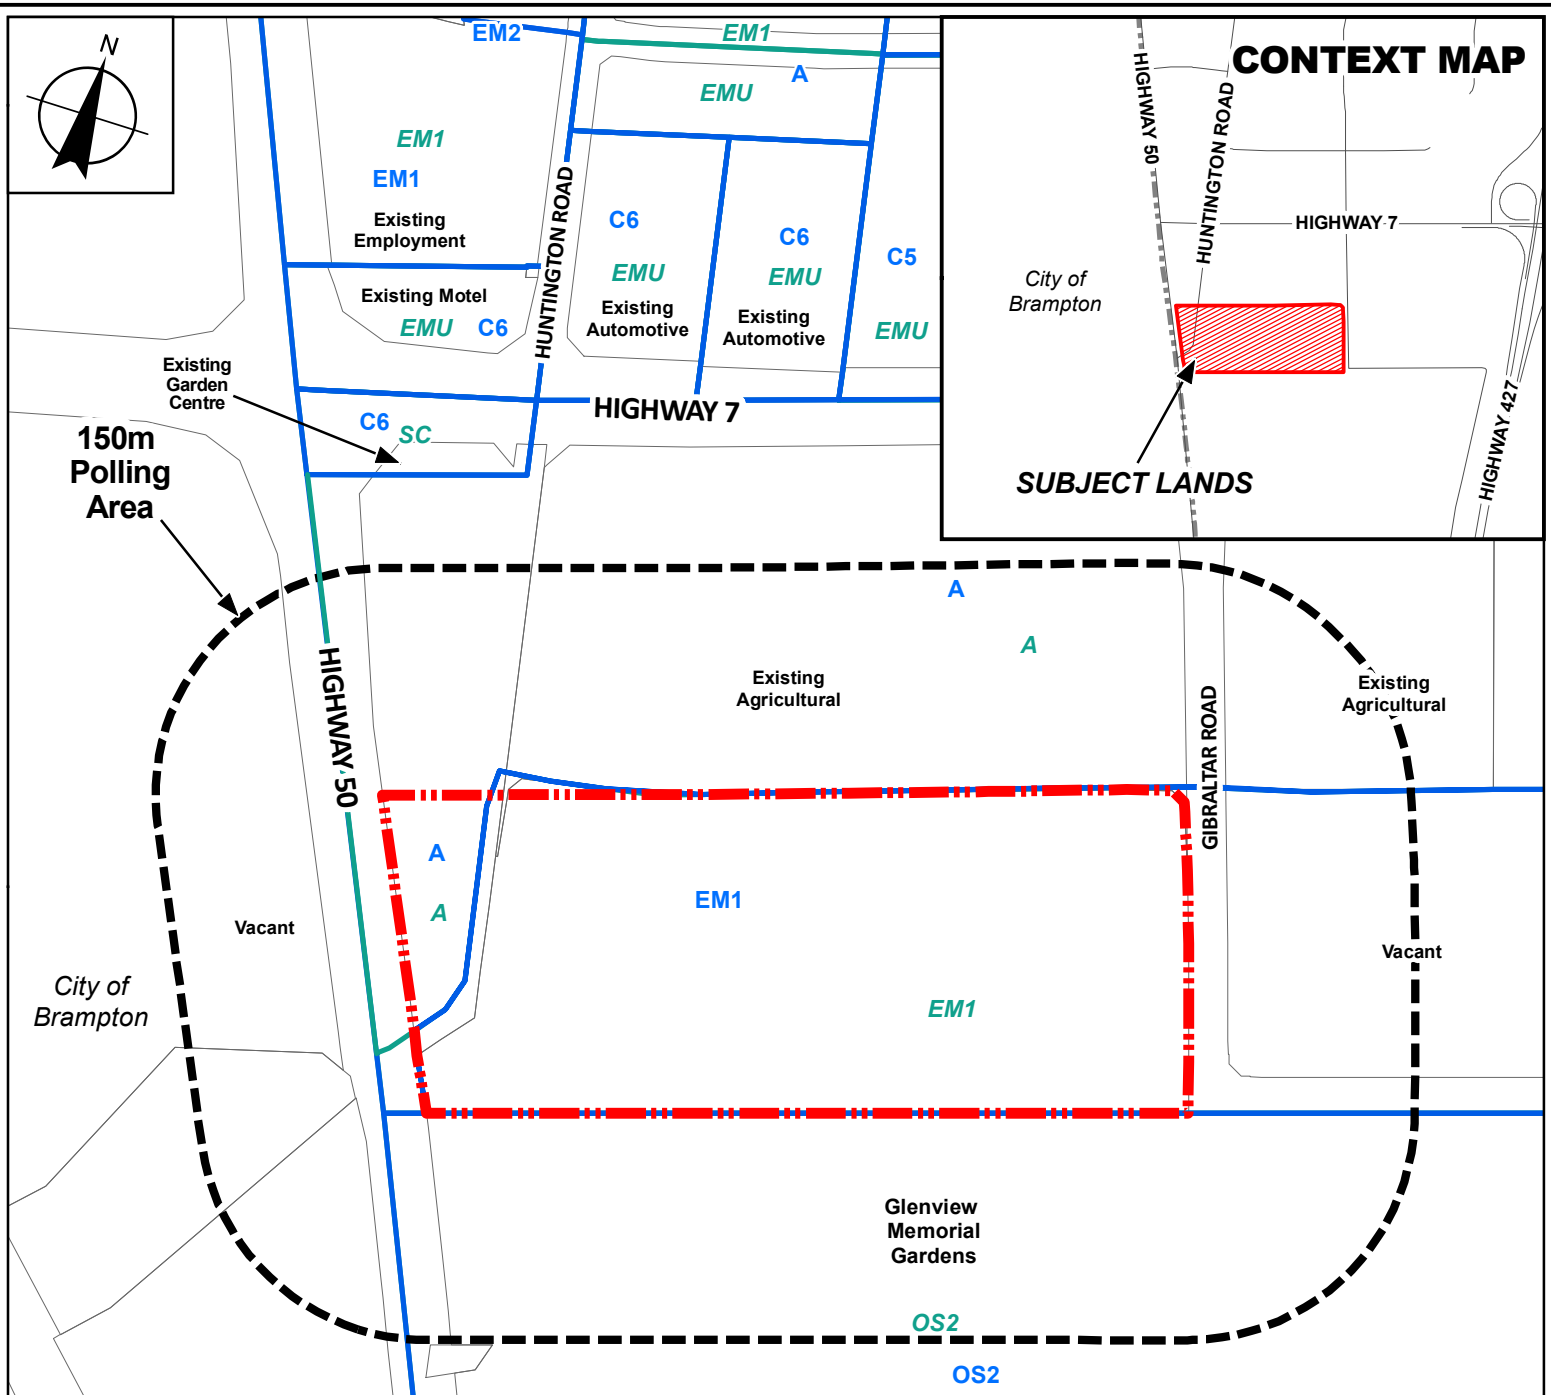 N
EM2
EM1
A
EMU
EM1
EM1
Existing
Employment
HUNTINGTON ROAD
C6
EMU
Existing
Automotive
C6
EMU
Existing
Automotive
C5
EMU
Existing Motel
EMU C6
Existing
Garden
Centre
C6 SC
HIGHWAY 7
150m
Polling
Area
CONTEXT MAP
HIGHWAY 50
HUNTINGTON ROAD
HIGHWAY 7
City of
Brampton
HIGHWAY 427
SUBJECT LANDS
A
A
Existing
Agricultural
Existing
Agricultural
HIGHWAY 50
GIBRALTAR ROAD
A
A
EM1
EM1
Vacant
Vacant
City of
Brampton
Glenview
Memorial
Gardens
OS2
OS2